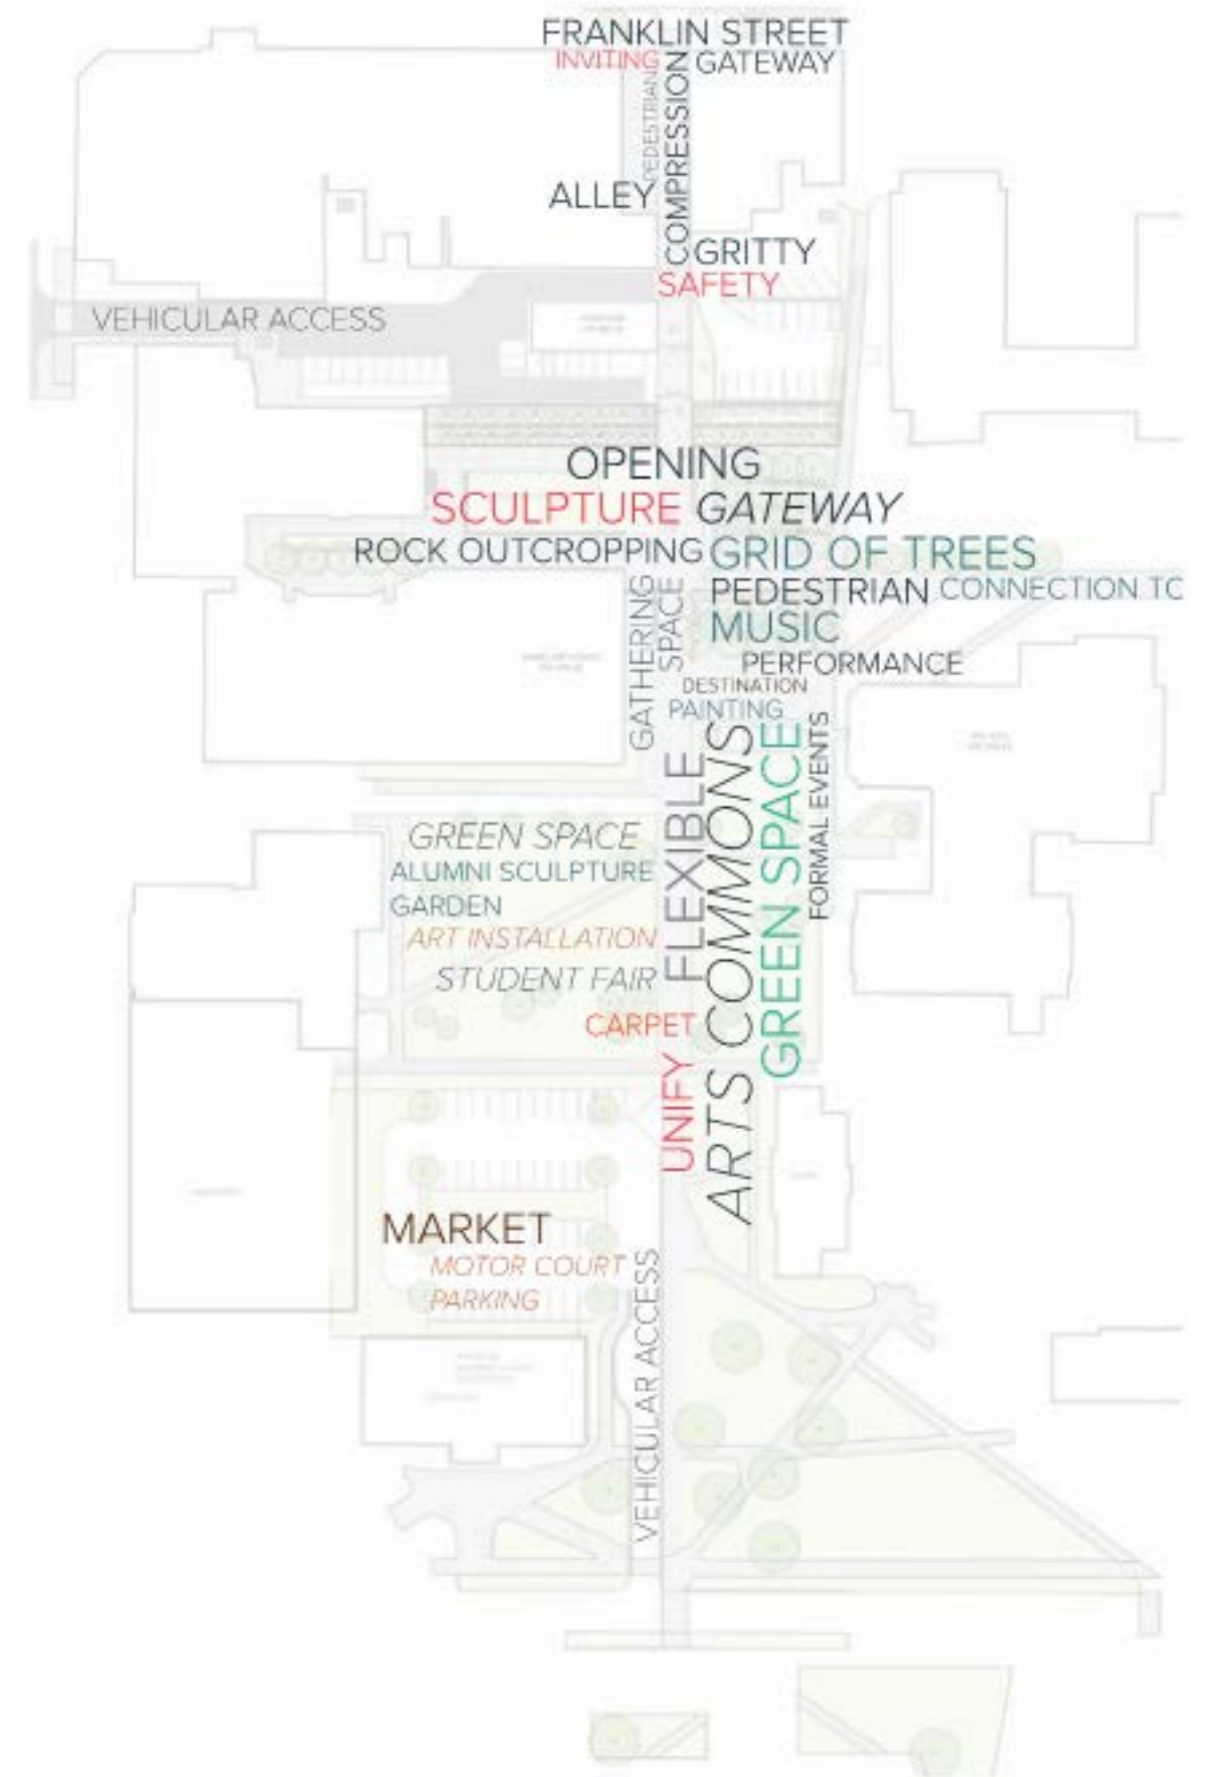 FRANKLIN STREET
INVITING
GATEWAY
PEDESTRIAN
COMPRESSION
ALLEY
GRITTY
SAFETY
VEHICULAR ACCESS
OPENING
SCULPTURE GATEWAY
ROCK OUTCROPPING
GRID OF TREES
GATHERING
SPACE
PEDESTRIAN
CONNECTION TO
MUSIC
PERFORMANCE
DESTINATION
PAINTING
FLEXIBLE
ARTS COMMONS
GREEN SPACE
FORMAL EVENTS
GREEN SPACE
ALUMNI SCULPTURE
GARDEN
ART INSTALLATION
STUDENT FAIR
CARPET
UNIFY
MARKET
MOTOR COURT
PARKING
VEHICULAR ACCESS